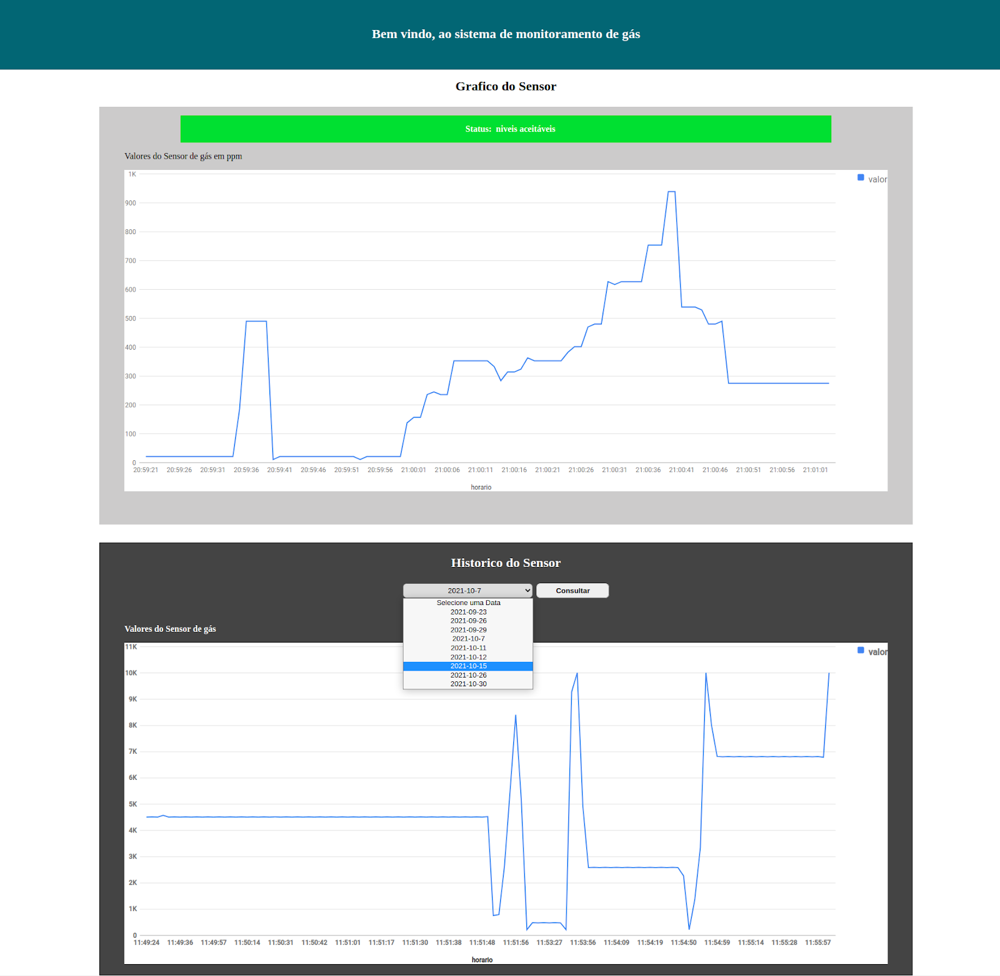 Bem vindo, ao sistema de monitoramento de gás
Grafico do Sensor
Status: niveis aceitáveis
Valores do Sensor de gás em ppm
valor
1K
900
800
700
600
500
400
300
200
100
0
20:59:21 20:59:26 20:59:31 20:59:36 20:59:41 20:59:46 20:59:51 20:59:56 21:00:01 21:00:06 21:00:11 21:00:16 21:00:21 21:00:26 21:00:31 21:00:36 21:00:41 21:00:46 21:00:51 21:00:56 21:01:01
horario
Historico do Sensor
2021-10-7 Consultar
Selecione uma Data
2021-09-23
2021-09-26
2021-09-29
2021-10-7
2021-10-11
2021-10-12
2021-10-15
2021-10-26
2021-10-30
Valores do Sensor de gás
valor
11K
10K
9K
8K
7K
6K
5K
4K
3K
2K
1K
0
11:49:24 11:49:36 11:49:57 11:50:14 11:50:31 11:50:42 11:51:01 11:51:17 11:51:30 11:51:38 11:51:48 11:51:56 11:53:27 11:53:56 11:54:09 11:54:19 11:54:50 11:54:59 11:55:14 11:55:28 11:55:57
horario